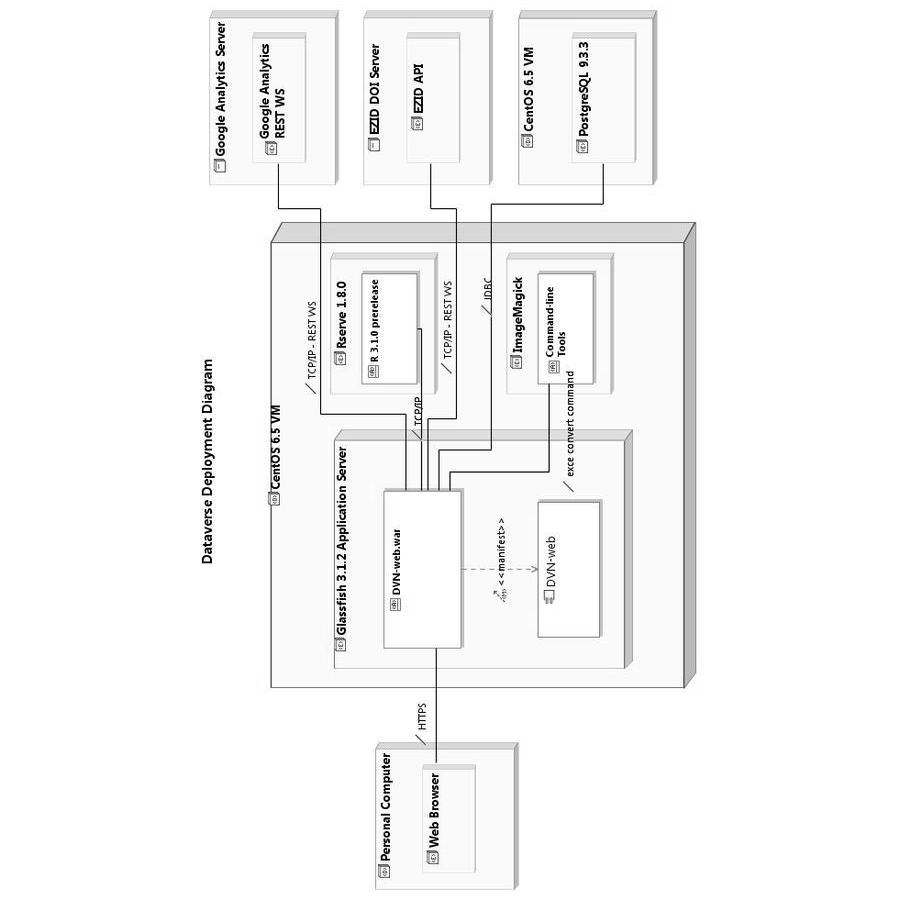 Dataverse Deployment Diagram
Personal Computer
Web Browser
HTTPS
CentOS 6.5 VM
Glassfish 3.1.2 Application Server
DVN-web.war
<<manifest>>
DVN-web
Rserve 1.8.0
R 3.1.0 prerelease
TCP/IP
ImageMagick
Command-line
Tools
exce convert command
TCP/IP - REST WS
TCP/IP - REST WS
JDBC
Google Analytics Server
Google Analytics
REST WS
EZID DOI Server
EZID API
CentOS 6.5 VM
PostgreSQL 9.3.3